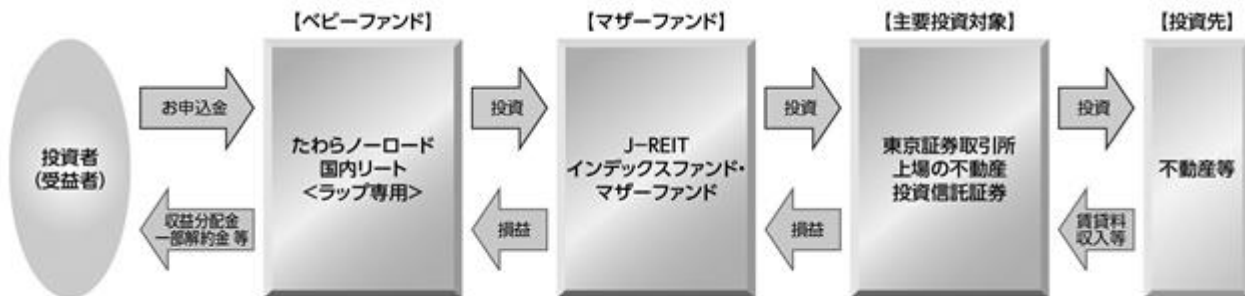 【ベビーファンド】
【マザーファンド】
【主要投資対象】
【投資先】
投資者
(受益者)
お申込金
収益分配金
一部解約金 等
たわらノーロード
国内リート
<ラップ専用>
投資
損益
J-REIT
インデックスファンド・
マザーファンド
投資
損益
東京証券取引所
上場の不動産
投資信託証券
投資
賃貸料
収入等
不動産等